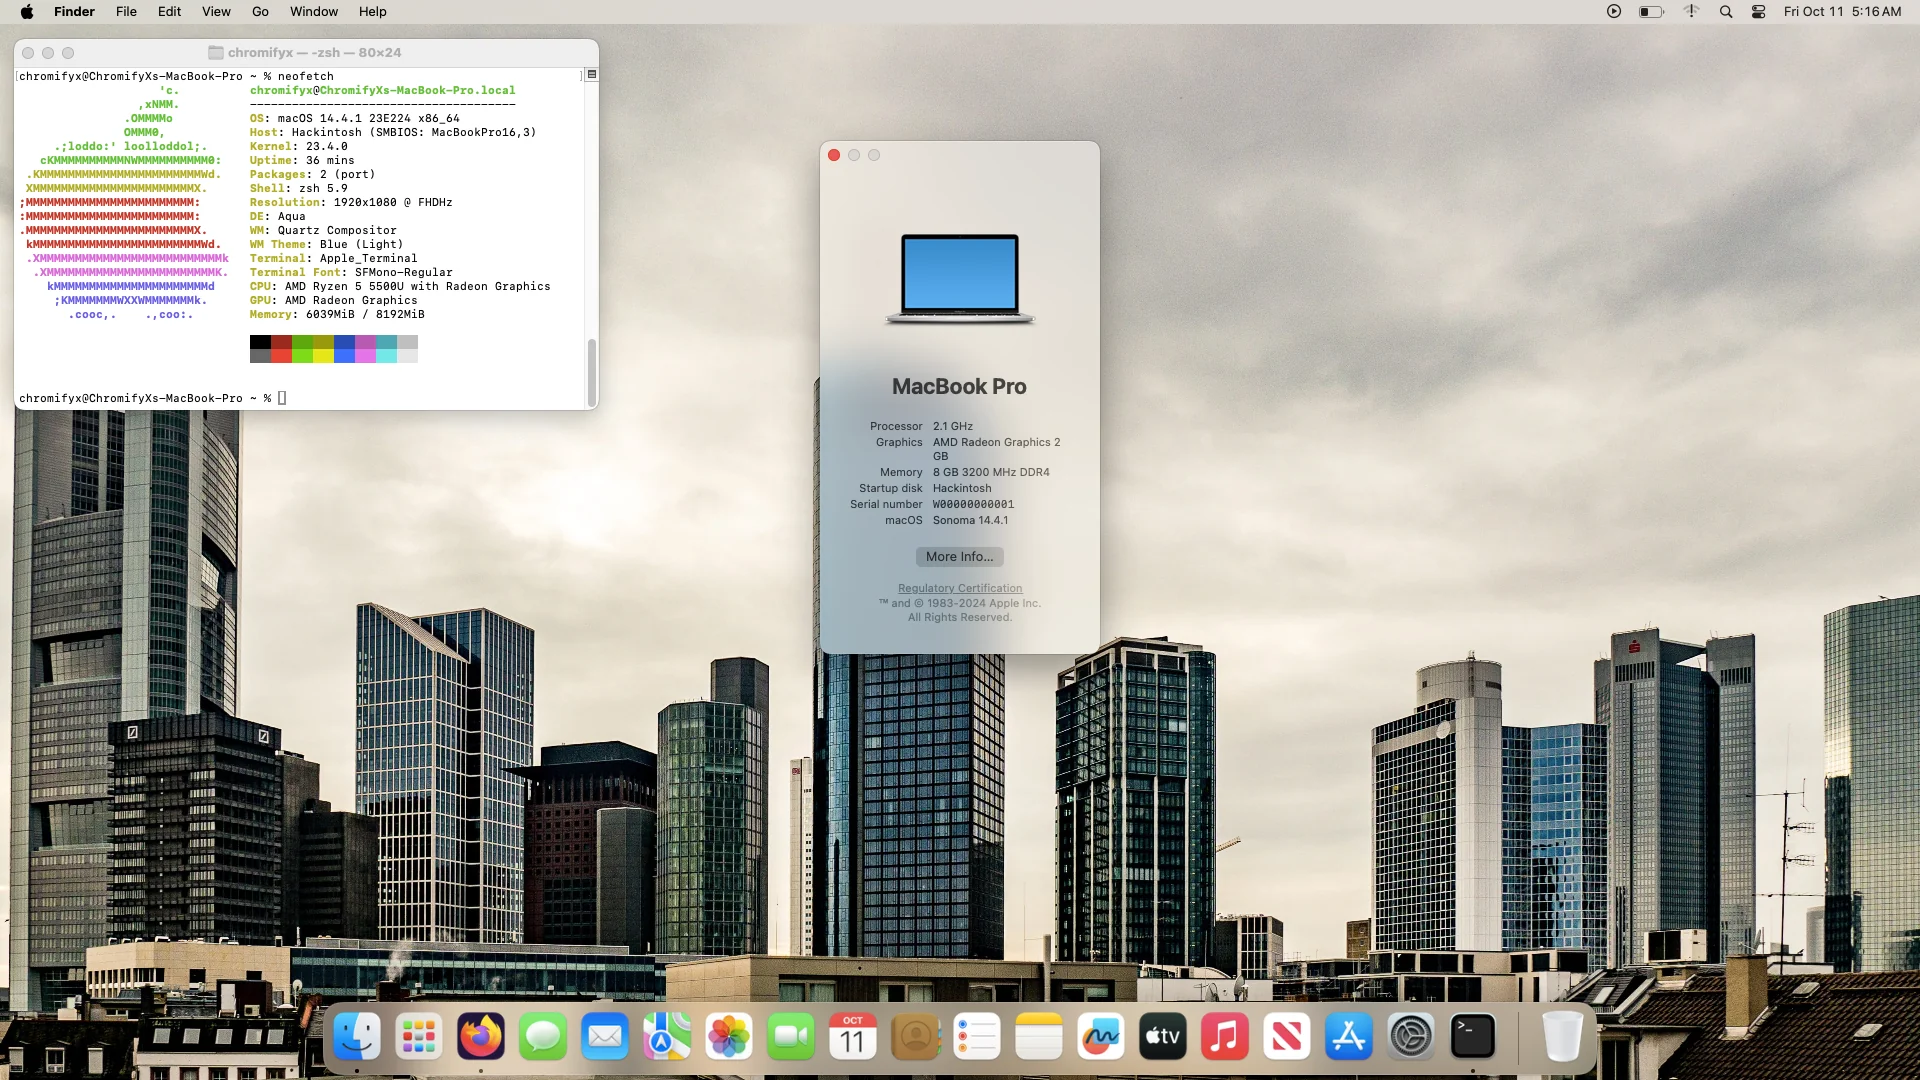 Finder File Edit View Go Window Help
Fri Oct 11 5:16 AM
chromifyx — -zsh — 80×24
[chromifyx@ChromifyXs-MacBook-Pro ~ % neofetch ]
'c. chromifyx@ChromifyXs-MacBook-Pro.local
,xNMM. --------------------------------------
.OMMMMo OS: macOS 14.4.1 23E224 x86_64
OMMM0, Host: Hackintosh (SMBIOS: MacBookPro16,3)
.;loddo:' loolloddol;. Kernel: 23.4.0
cKMMMMMMMMMMNWMMMMMMMMMM0: Uptime: 36 mins
.KMMMMMMMMMMMMMMMMMMMMMMMWd. Packages: 2 (port)
XMMMMMMMMMMMMMMMMMMMMMMMX. Shell: zsh 5.9
;MMMMMMMMMMMMMMMMMMMMMMMM: Resolution: 1920x1080 @ FHDHz
:MMMMMMMMMMMMMMMMMMMMMMMM: DE: Aqua
.MMMMMMMMMMMMMMMMMMMMMMMMX. WM: Quartz Compositor
kMMMMMMMMMMMMMMMMMMMMMMMMWd. WM Theme: Blue (Light)
.XMMMMMMMMMMMMMMMMMMMMMMMMMMk Terminal: Apple_Terminal
.XMMMMMMMMMMMMMMMMMMMMMMMMK. Terminal Font: SFMono-Regular
kMMMMMMMMMMMMMMMMMMMMMMd CPU: AMD Ryzen 5 5500U with Radeon Graphics
;KMMMMMMMWXXWMMMMMMMk. GPU: AMD Radeon Graphics
.cooc,. .,coo:. Memory: 6039MiB / 8192MiB
chromifyx@ChromifyXs-MacBook-Pro ~ %
MacBook Pro
Processor 2.1 GHz
Graphics AMD Radeon Graphics 2
GB
Memory 8 GB 3200 MHz DDR4
Startup disk Hackintosh
Serial number W00000000001
macOS Sonoma 14.4.1
More Info...
Regulatory Certification
™ and © 1983-2024 Apple Inc.
All Rights Reserved.
OCT
11
tv
>_